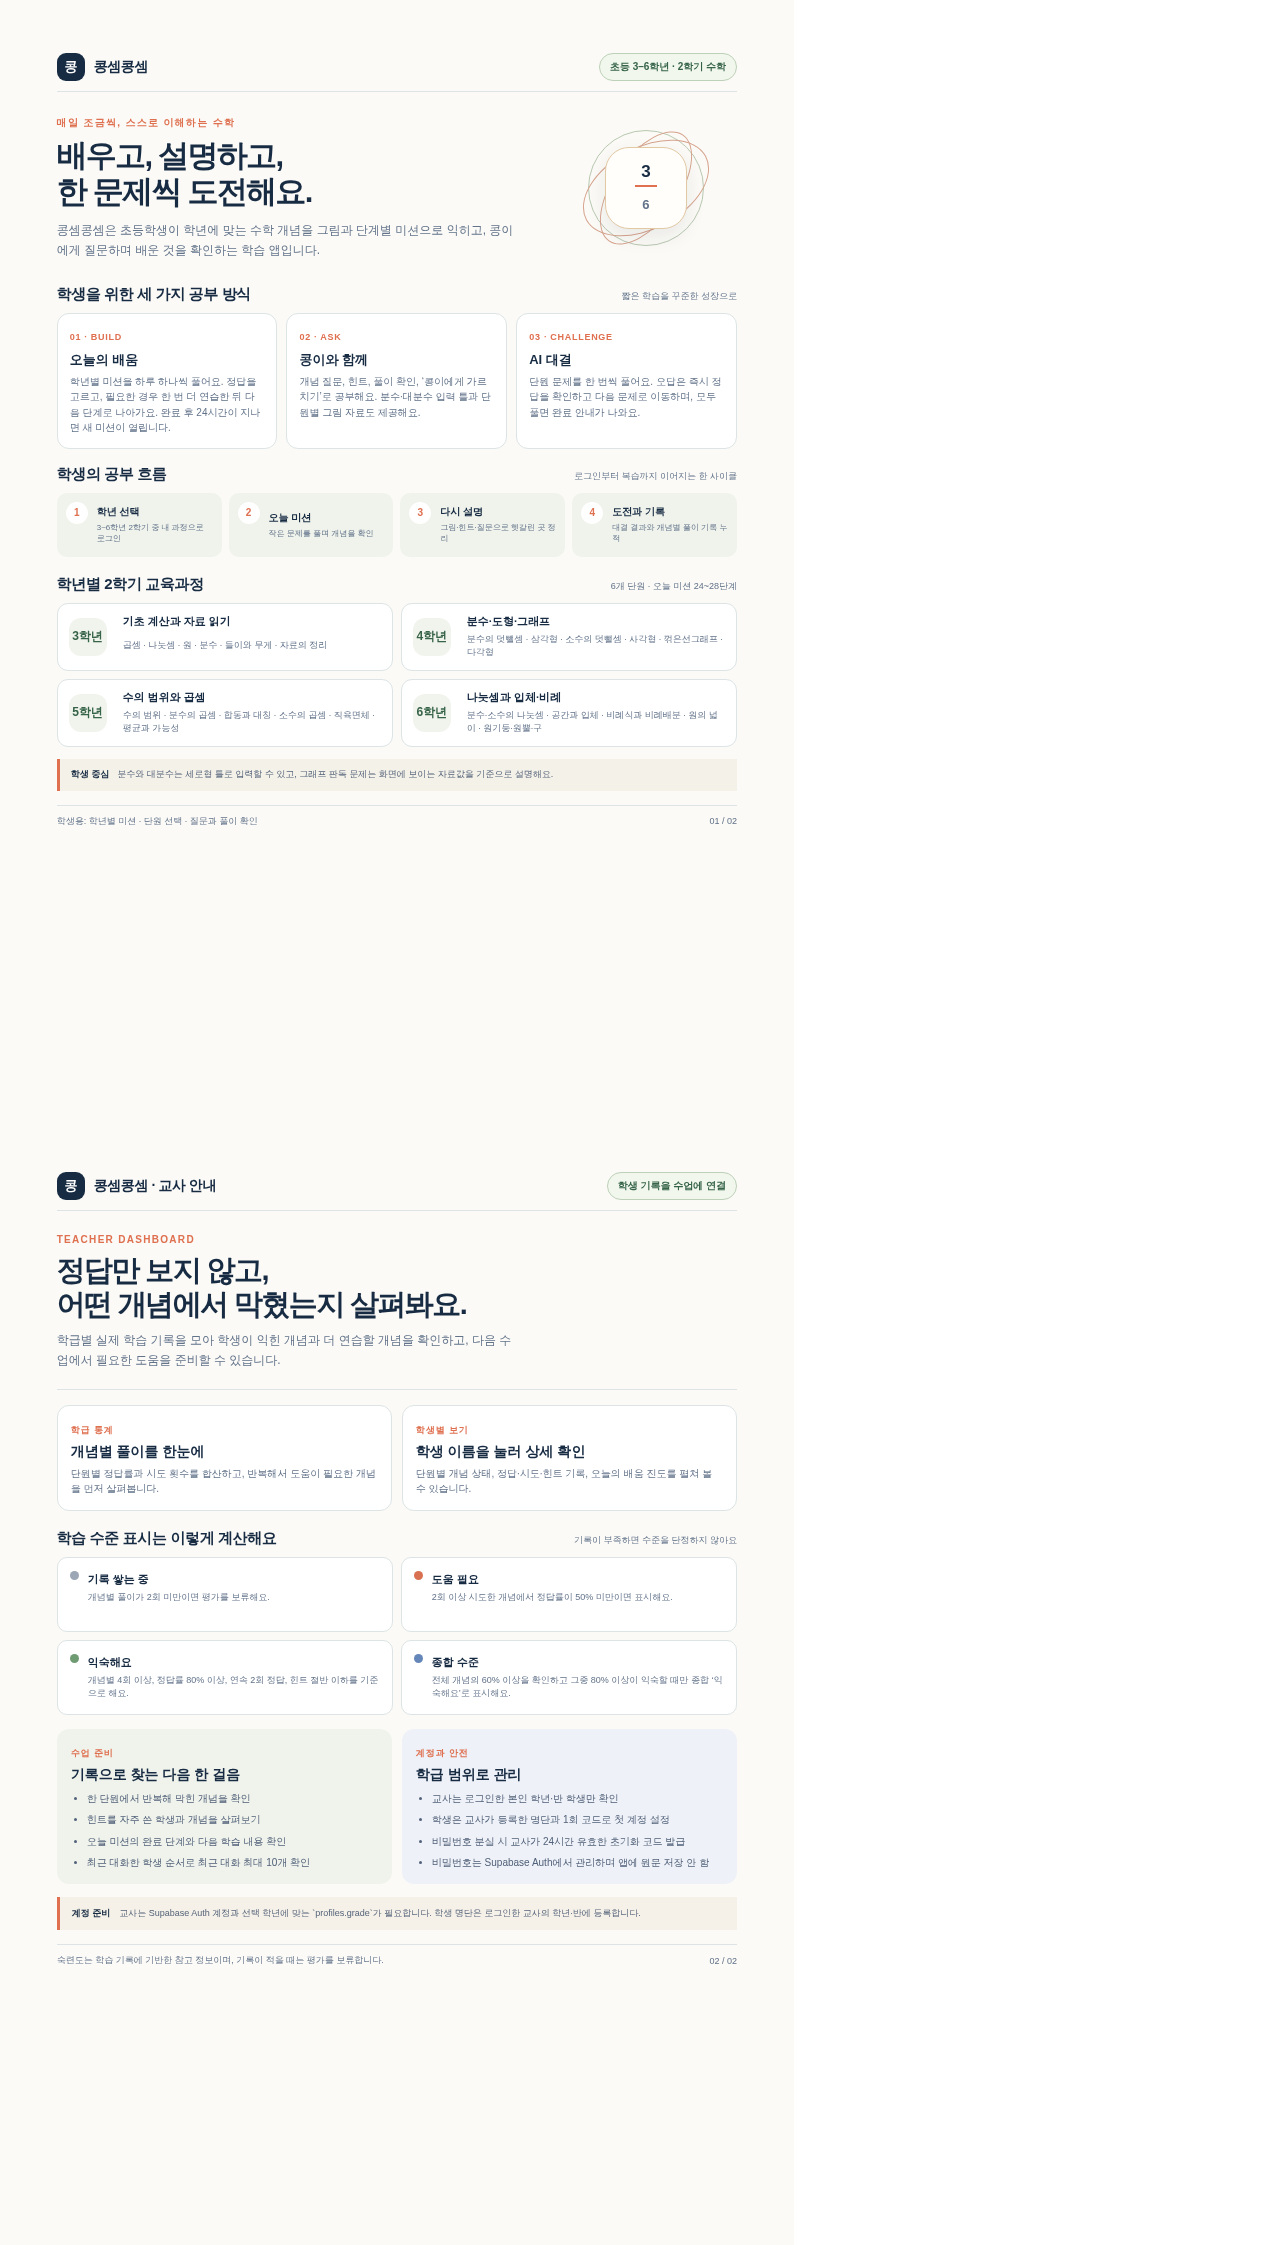 콩 콩셈콩셈
초등 3–6학년 · 2학기 수학
매일 조금씩, 스스로 이해하는 수학
배우고, 설명하고,
한 문제씩 도전해요.
콩셈콩셈은 초등학생이 학년에 맞는 수학 개념을 그림과 단계별 미션으로 익히고, 콩이
에게 질문하며 배운 것을 확인하는 학습 앱입니다.
3
6
학생을 위한 세 가지 공부 방식
짧은 학습을 꾸준한 성장으로
01 · BUILD
오늘의 배움
학년별 미션을 하루 하나씩 풀어요. 정답을
고르고, 필요한 경우 한 번 더 연습한 뒤 다
음 단계로 나아가요. 완료 후 24시간이 지나
면 새 미션이 열립니다.
02 · ASK
콩이와 함께
개념 질문, 힌트, 풀이 확인, ‘콩이에게 가르
치기’로 공부해요. 분수·대분수 입력 틀과 단
원별 그림 자료도 제공해요.
03 · CHALLENGE
AI 대결
단원 문제를 한 번씩 풀어요. 오답은 즉시 정
답을 확인하고 다음 문제로 이동하며, 모두
풀면 완료 안내가 나와요.
학생의 공부 흐름
로그인부터 복습까지 이어지는 한 사이클
1 학년 선택
3–6학년 2학기 중 내 과정으로
로그인
2 오늘 미션
작은 문제를 풀며 개념을 확인
3 다시 설명
그림·힌트·질문으로 헷갈린 곳 정
리
4 도전과 기록
대결 결과와 개념별 풀이 기록 누
적
학년별 2학기 교육과정
6개 단원 · 오늘 미션 24~28단계
3학년
기초 계산과 자료 읽기
곱셈 · 나눗셈 · 원 · 분수 · 들이와 무게 · 자료의 정리
4학년
분수·도형·그래프
분수의 덧뺄셈 · 삼각형 · 소수의 덧뺄셈 · 사각형 · 꺾은선그래프 ·
다각형
5학년
수의 범위와 곱셈
수의 범위 · 분수의 곱셈 · 합동과 대칭 · 소수의 곱셈 · 직육면체 ·
평균과 가능성
6학년
나눗셈과 입체·비례
분수·소수의 나눗셈 · 공간과 입체 · 비례식과 비례배분 · 원의 넓
이 · 원기둥·원뿔·구
학생 중심 분수와 대분수는 세로형 틀로 입력할 수 있고, 그래프 판독 문제는 화면에 보이는 자료값을 기준으로 설명해요.
학생용: 학년별 미션 · 단원 선택 · 질문과 풀이 확인
01 / 02
콩 콩셈콩셈 · 교사 안내
학생 기록을 수업에 연결
TEACHER DASHBOARD
정답만 보지 않고,
어떤 개념에서 막혔는지 살펴봐요.
학급별 실제 학습 기록을 모아 학생이 익힌 개념과 더 연습할 개념을 확인하고, 다음 수
업에서 필요한 도움을 준비할 수 있습니다.
학급 통계
개념별 풀이를 한눈에
단원별 정답률과 시도 횟수를 합산하고, 반복해서 도움이 필요한 개념
을 먼저 살펴봅니다.
학생별 보기
학생 이름을 눌러 상세 확인
단원별 개념 상태, 정답·시도·힌트 기록, 오늘의 배움 진도를 펼쳐 볼
수 있습니다.
학습 수준 표시는 이렇게 계산해요
기록이 부족하면 수준을 단정하지 않아요
기록 쌓는 중
개념별 풀이가 2회 미만이면 평가를 보류해요.
도움 필요
2회 이상 시도한 개념에서 정답률이 50% 미만이면 표시해요.
익숙해요
개념별 4회 이상, 정답률 80% 이상, 연속 2회 정답, 힌트 절반 이하를 기준
으로 해요.
종합 수준
전체 개념의 60% 이상을 확인하고 그중 80% 이상이 익숙할 때만 종합 ‘익
숙해요’로 표시해요.
수업 준비
기록으로 찾는 다음 한 걸음
• 한 단원에서 반복해 막힌 개념을 확인
• 힌트를 자주 쓴 학생과 개념을 살펴보기
• 오늘 미션의 완료 단계와 다음 학습 내용 확인
• 최근 대화한 학생 순서로 최근 대화 최대 10개 확인
계정과 안전
학급 범위로 관리
• 교사는 로그인한 본인 학년·반 학생만 확인
• 학생은 교사가 등록한 명단과 1회 코드로 첫 계정 설정
• 비밀번호 분실 시 교사가 24시간 유효한 초기화 코드 발급
• 비밀번호는 Supabase Auth에서 관리하며 앱에 원문 저장 안 함
계정 준비 교사는 Supabase Auth 계정과 선택 학년에 맞는 `profiles.grade`가 필요합니다. 학생 명단은 로그인한 교사의 학년·반에 등록합니다.
숙련도는 학습 기록에 기반한 참고 정보이며, 기록이 적을 때는 평가를 보류합니다.
02 / 02